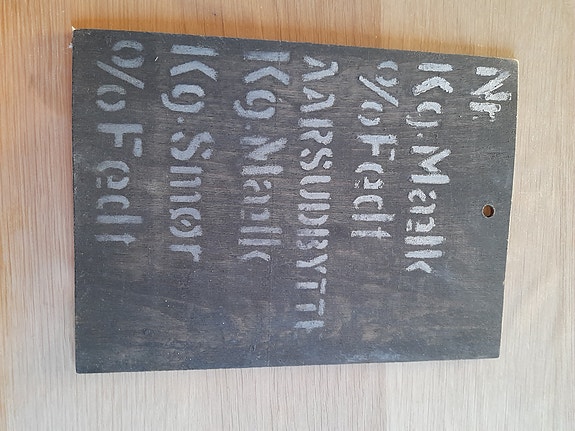 Nr.
Kg. Mælk
% Fedt
AARSUDBYTTE
Kg. Mælk
Kg. Smør
% Fedt